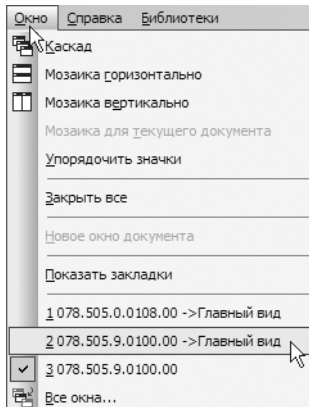 Окно Справка Библиотеки
Каскад
Мозаика горизонтально
Мозаика вертикально
Мозаика для текущего документа
Упорядочить значки
Закрыть все
Новое окно документа
Показать закладки
1 078.505.0.0108.00 ->Главный вид
2 078.505.9.0100.00 ->Главный вид
3 078.505.9.0100.00
Все окна...